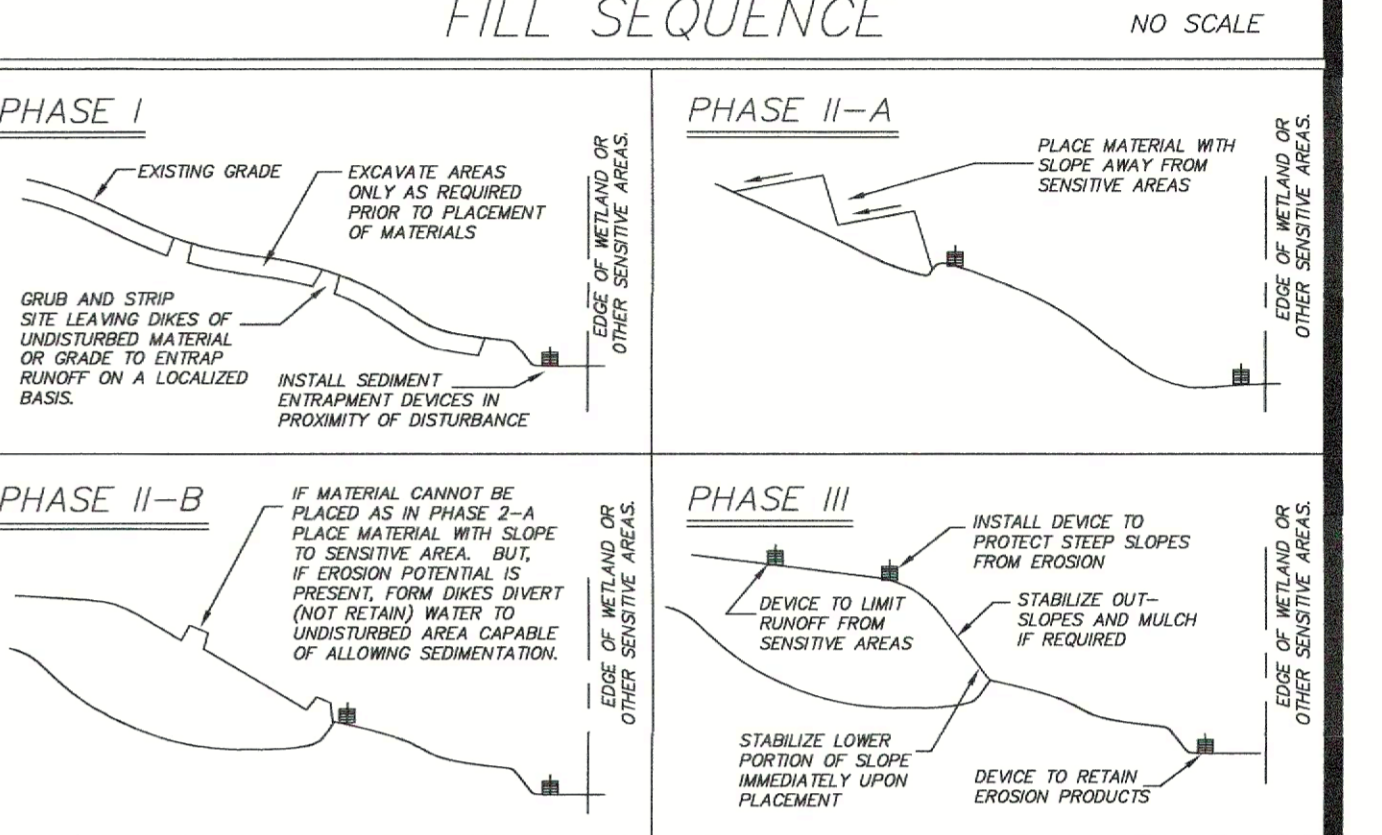 FILL SEQUENCE
NO SCALE
PHASE I
EXISTING GRADE
EXCAVATE AREAS
ONLY AS REQUIRED
PRIOR TO PLACEMENT
OF MATERIALS
GRUB AND STRIP
SITE LEAVING DIKES OF
UNDISTURBED MATERIAL
OR GRADE TO ENTRAP
RUNOFF ON A LOCALIZED
BASIS.
INSTALL SEDIMENT
ENTRAPMENT DEVICES IN
PROXIMITY OF DISTURBANCE
EDGE OF WETLAND OR
OTHER SENSITIVE AREAS.
PHASE II-A
PLACE MATERIAL WITH
SLOPE AWAY FROM
SENSITIVE AREAS
EDGE OF WETLAND OR
OTHER SENSITIVE AREAS.
PHASE II-B
IF MATERIAL CANNOT BE
PLACED AS IN PHASE 2-A
PLACE MATERIAL WITH SLOPE
TO SENSITIVE AREA. BUT,
IF EROSION POTENTIAL IS
PRESENT, FORM DIKES DIVERT
(NOT RETAIN) WATER TO
UNDISTURBED AREA CAPABLE
OF ALLOWING SEDIMENTATION.
EDGE OF WETLAND OR
OTHER SENSITIVE AREAS.
PHASE III
INSTALL DEVICE TO
PROTECT STEEP SLOPES
FROM EROSION
DEVICE TO LIMIT
RUNOFF FROM
SENSITIVE AREAS
STABILIZE OUT-
SLOPES AND MULCH
IF REQUIRED
STABILIZE LOWER
PORTION OF SLOPE
IMMEDIATELY UPON
PLACEMENT
DEVICE TO RETAIN
EROSION PRODUCTS
EDGE OF WETLAND OR
OTHER SENSITIVE AREAS.